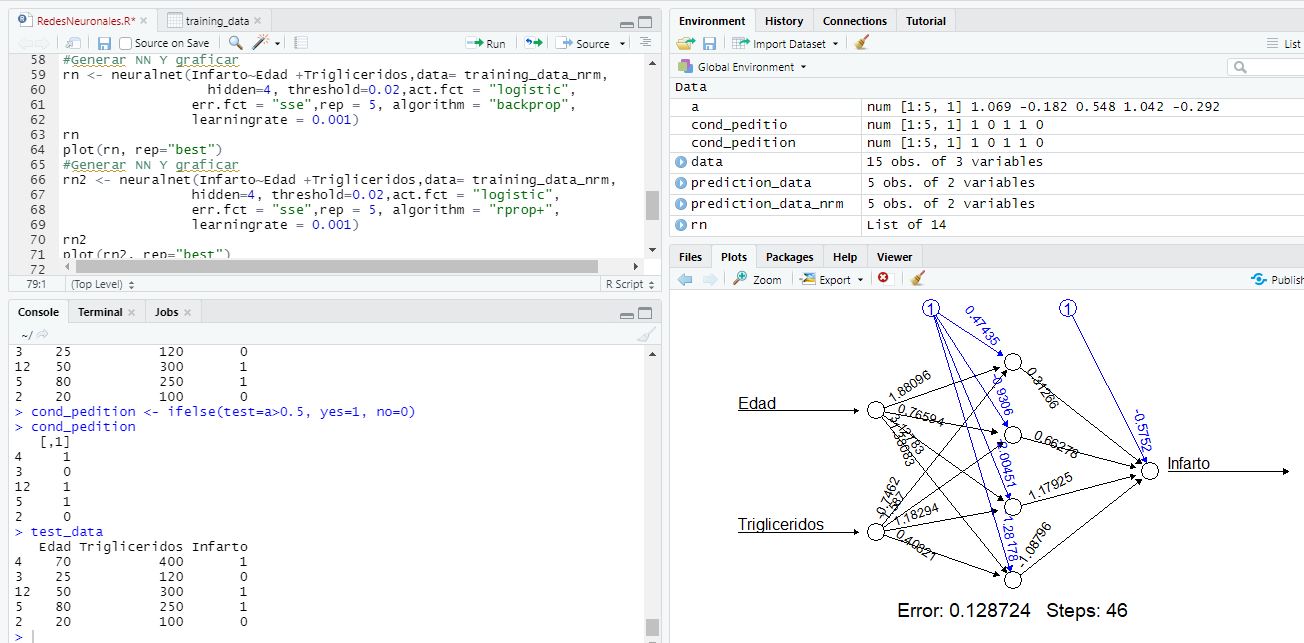 RedesNeuronales.R* training_data
Source on Save Run Source
58 #Generar NN Y graficar
59 rn <- neuralnet(Infarto~Edad +Trigliceridos,data= training_data_nrm,
60 hidden=4, threshold=0.02,act.fct = "logistic",
61 err.fct = "sse",rep = 5, algorithm = "backprop",
62 learningrate = 0.001)
63 rn
64 plot(rn, rep="best")
65 #Generar NN Y graficar
66 rn2 <- neuralnet(Infarto~Edad +Trigliceridos,data= training_data_nrm,
67 hidden=4, threshold=0.02,act.fct = "logistic",
68 err.fct = "sse",rep = 5, algorithm = "rprop+",
69 learningrate = 0.001)
70 rn2
71 plot(rn2, rep="best")
72
79:1 (Top Level) R Script
Console Terminal Jobs
~/
3 25 120 0
12 50 300 1
5 80 250 1
2 20 100 0
> cond_pedition <- ifelse(test=a>0.5, yes=1, no=0)
> cond_pedition
[,1]
4 1
3 0
12 1
5 1
2 0
> test_data
Edad Trigliceridos Infarto
4 70 400 1
3 25 120 0
12 50 300 1
5 80 250 1
2 20 100 0
>
Environment History Connections Tutorial
Import Dataset List
Global Environment
Data
a num [1:5, 1] 1.069 -0.182 0.548 1.042 -0.292
cond_peditio num [1:5, 1] 1 0 1 1 0
cond_pedition num [1:5, 1] 1 0 1 1 0
data 15 obs. of 3 variables
prediction_data 5 obs. of 2 variables
prediction_data_nrm 5 obs. of 2 variables
rn List of 14
Files Plots Packages Help Viewer
Zoom Export Publish
1 1
0.47435
1.88096
-0.9306
0.31266
Edad
0.76594
-0.5752
0.66278
Infarto
2.00451
1.17925
-0.7462
Trigliceridos
1.18294
0.40821
1.28178
-1.08796
Error: 0.128724 Steps: 46